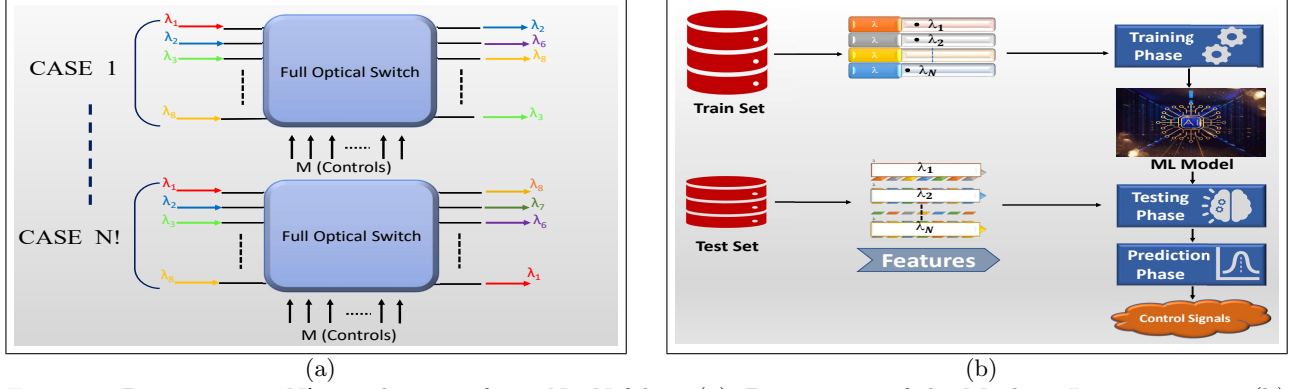 λ1
λ2
λ3
λ8
CASE 1
Full Optical Switch
λ2
λ6
λ8
λ3
M (Controls)
λ1
λ2
λ3
λ8
CASE N!
Full Optical Switch
λ8
λ7
λ6
λ1
M (Controls)
(a)
Train Set
λ λ1
λ λ2
λ
λ λN
Training
Phase
AI
ML Model
Test Set
λ1
λ2
λN
Features
Testing
Phase
Prediction
Phase
Control Signals
(b)